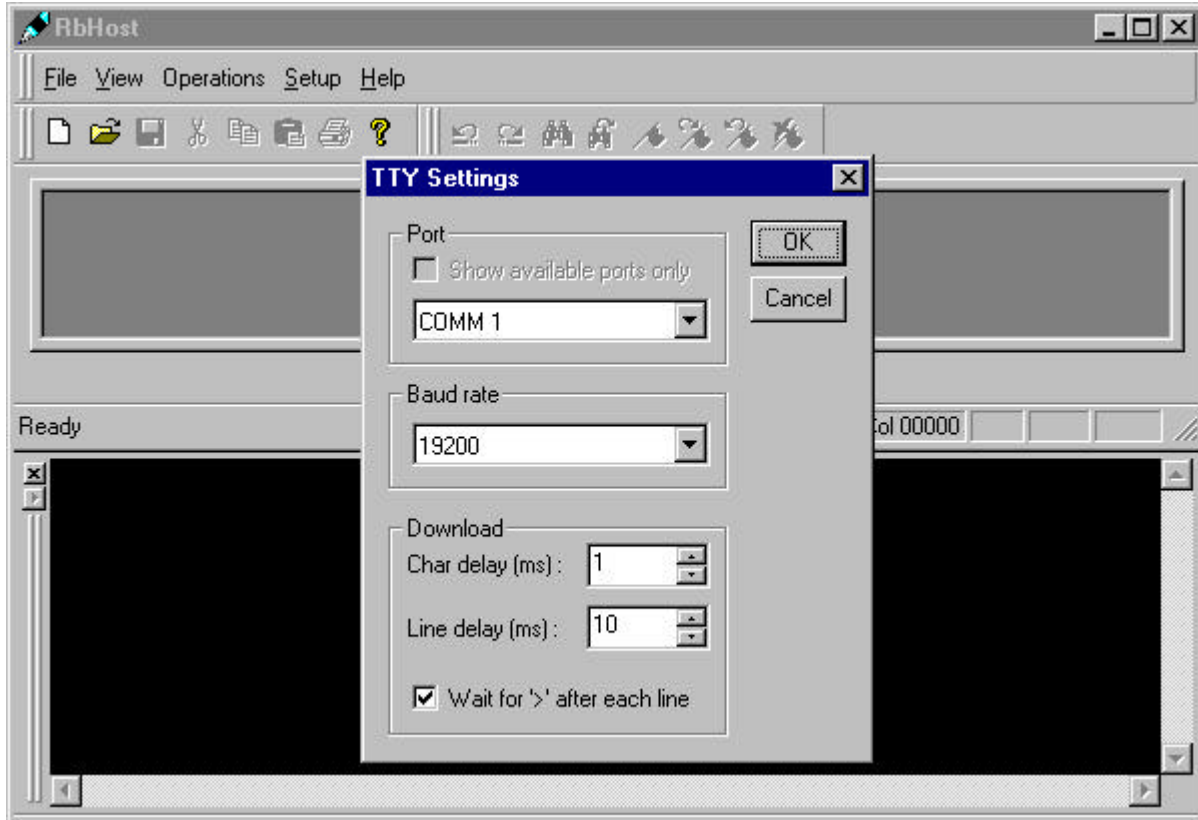 RbHost
File View Operations Setup Help
TTY Settings
Port
Show available ports only
COMM 1
OK
Cancel
Baud rate
19200
Ready
Col 00000
Download
Char delay (ms) : 1
Line delay (ms) : 10
Wait for '>' after each line